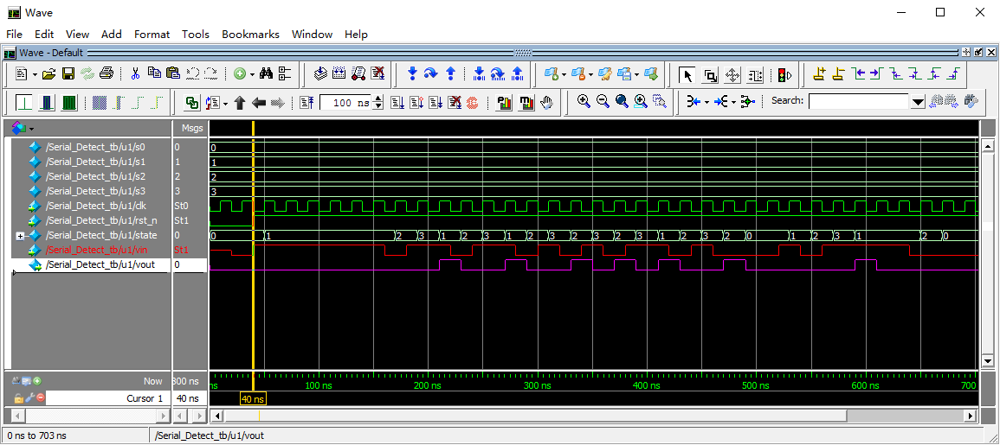 Wave
File Edit View Add Format Tools Bookmarks Window Help
Wave - Default
100 ns Search:
Msgs
/Serial_Detect_tb/u1/s0 0 0
/Serial_Detect_tb/u1/s1 1 1
/Serial_Detect_tb/u1/s2 2 2
/Serial_Detect_tb/u1/s3 3 3
/Serial_Detect_tb/u1/clk St0
/Serial_Detect_tb/u1/rst_n St1
/Serial_Detect_tb/u1/state 0 0 1 2 3 1 2 3 1 2 3 2 3 2 3 1 2 3 2 0 1 2 3 1 2 0
/Serial_Detect_tb/u1/vin St1
/Serial_Detect_tb/u1/vout 0
Now 300 ns ns 100 ns 200 ns 300 ns 400 ns 500 ns 600 ns 700
Cursor 1 40 ns 40 ns
0 ns to 703 ns /Serial_Detect_tb/u1/vout